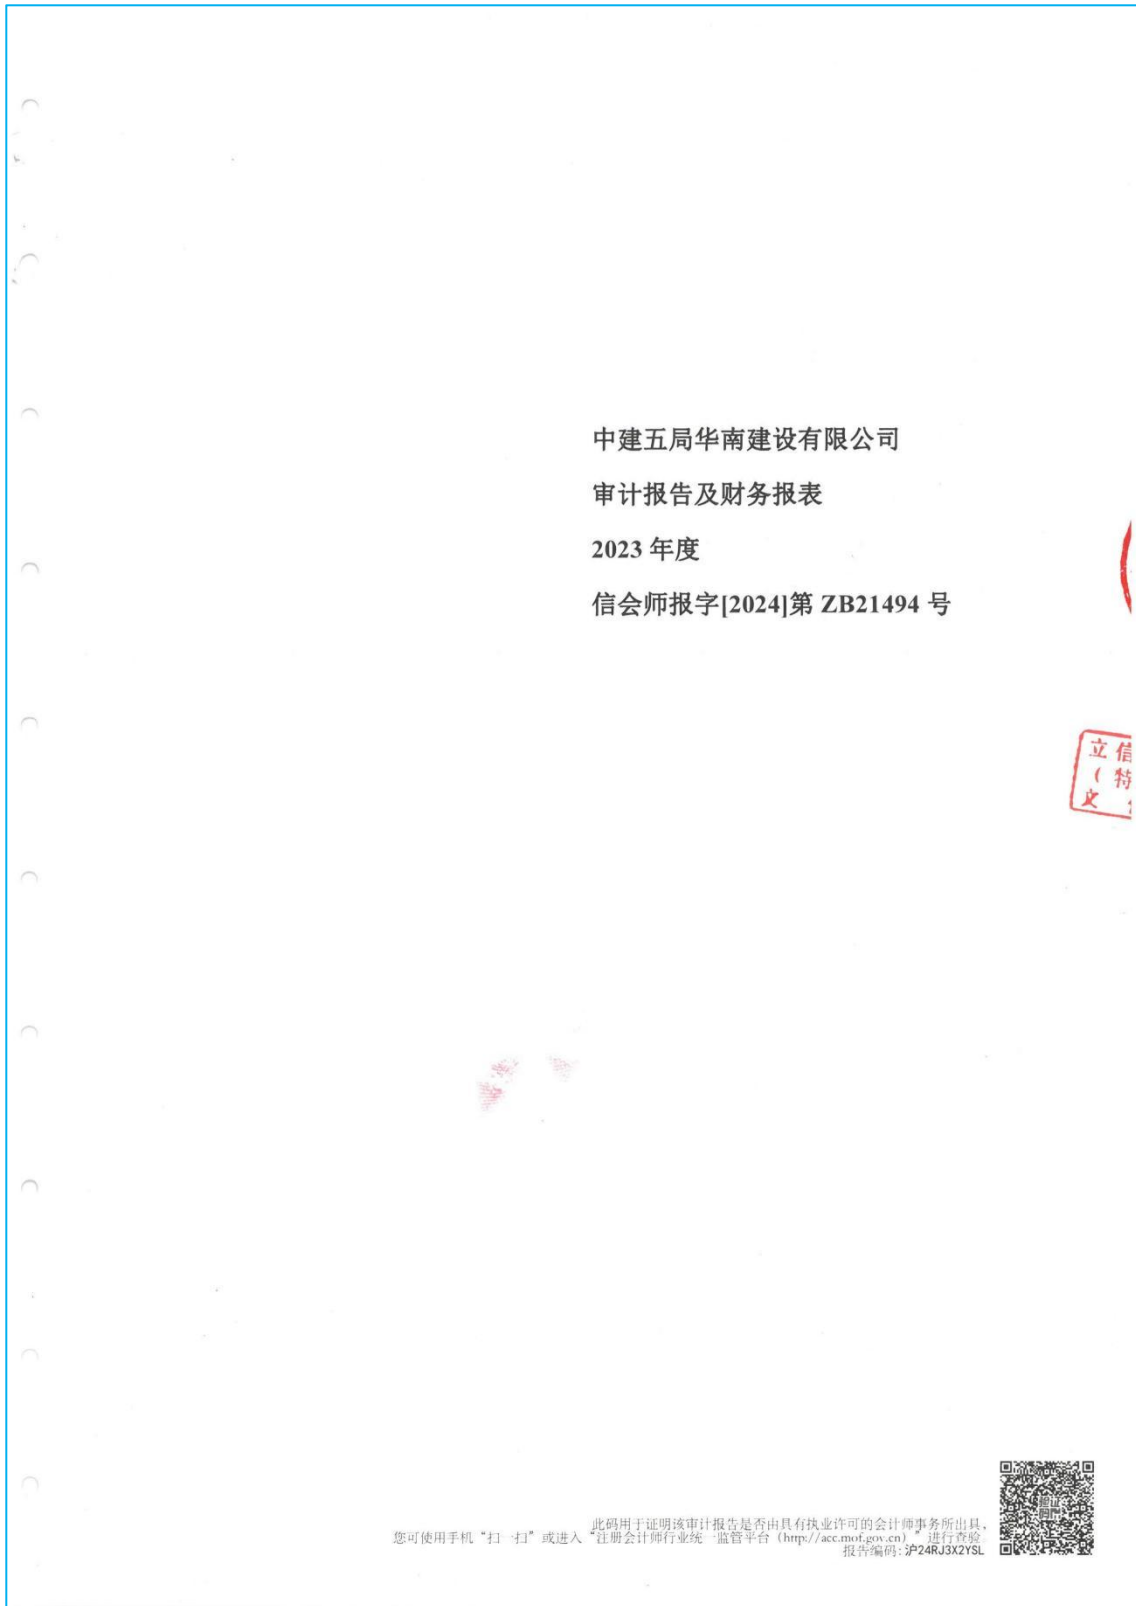 中建五局华南建设有限公司
审计报告及财务报表
2023 年度
信会师报字[2024]第 ZB21494 号
立信
（特
文
此码用于证明该审计报告是否由具有执业许可的会计师事务所出具，
您可使用手机“扫一扫”或进入“注册会计师行业统一监管平台（http://acc.mof.gov.cn）”进行查验。
报告编码：沪24RJ3X2YSL